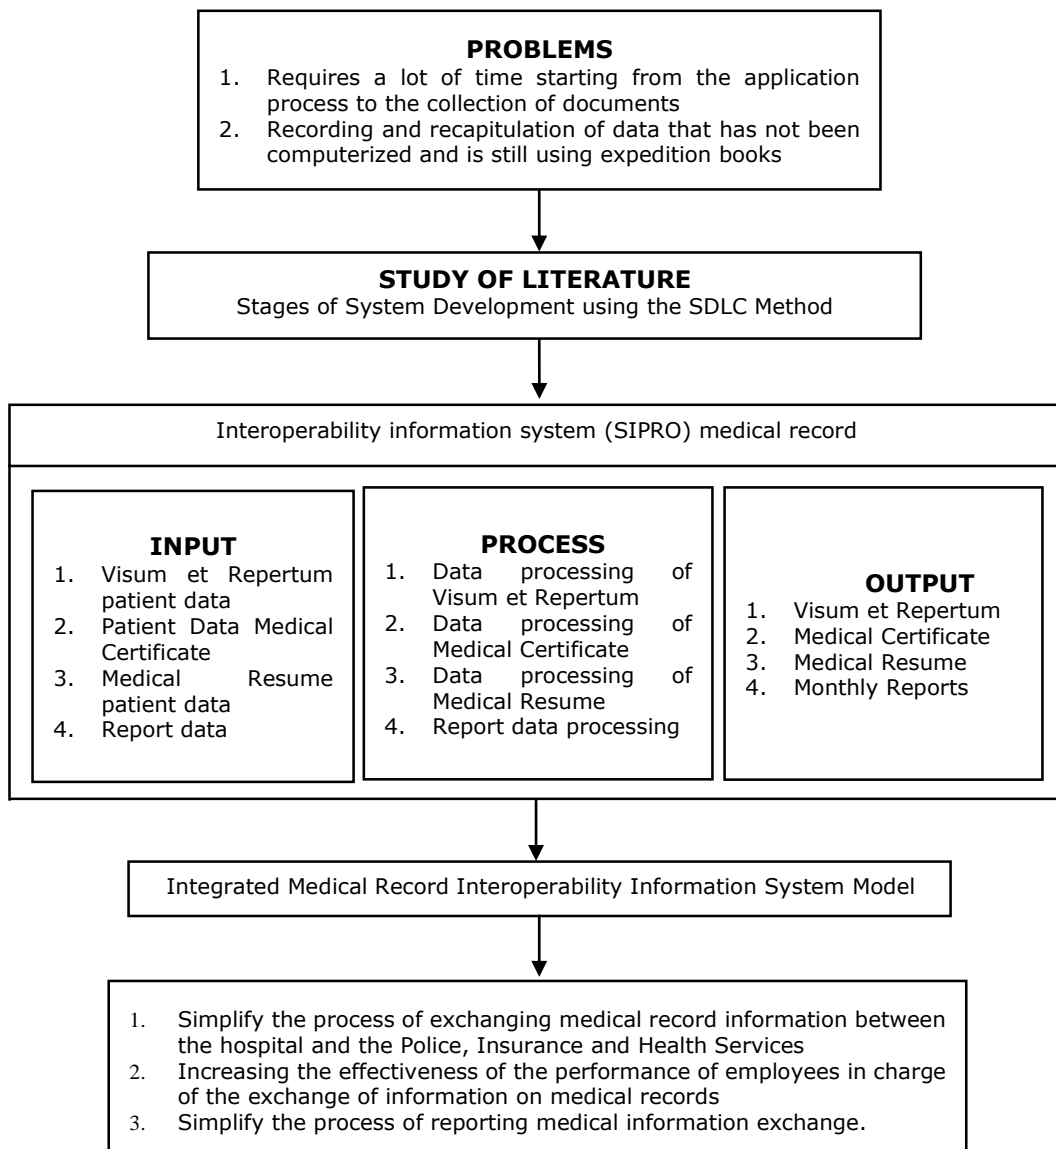 PROBLEMS
1. Requires a lot of time starting from the application
process to the collection of documents
2. Recording and recapitulation of data that has not been
computerized and is still using expedition books
STUDY OF LITERATURE
Stages of System Development using the SDLC Method
Interoperability information system (SIPRO) medical record
INPUT
1. Visum et Repertum
patient data
2. Patient Data Medical
Certificate
3. Medical Resume
patient data
4. Report data
PROCESS
1. Data processing of
Visum et Repertum
2. Data processing of
Medical Certificate
3. Data processing of
Medical Resume
4. Report data processing
OUTPUT
1. Visum et Repertum
2. Medical Certificate
3. Medical Resume
4. Monthly Reports
Integrated Medical Record Interoperability Information System Model
1. Simplify the process of exchanging medical record information between
the hospital and the Police, Insurance and Health Services
2. Increasing the effectiveness of the performance of employees in charge
of the exchange of information on medical records
3. Simplify the process of reporting medical information exchange.